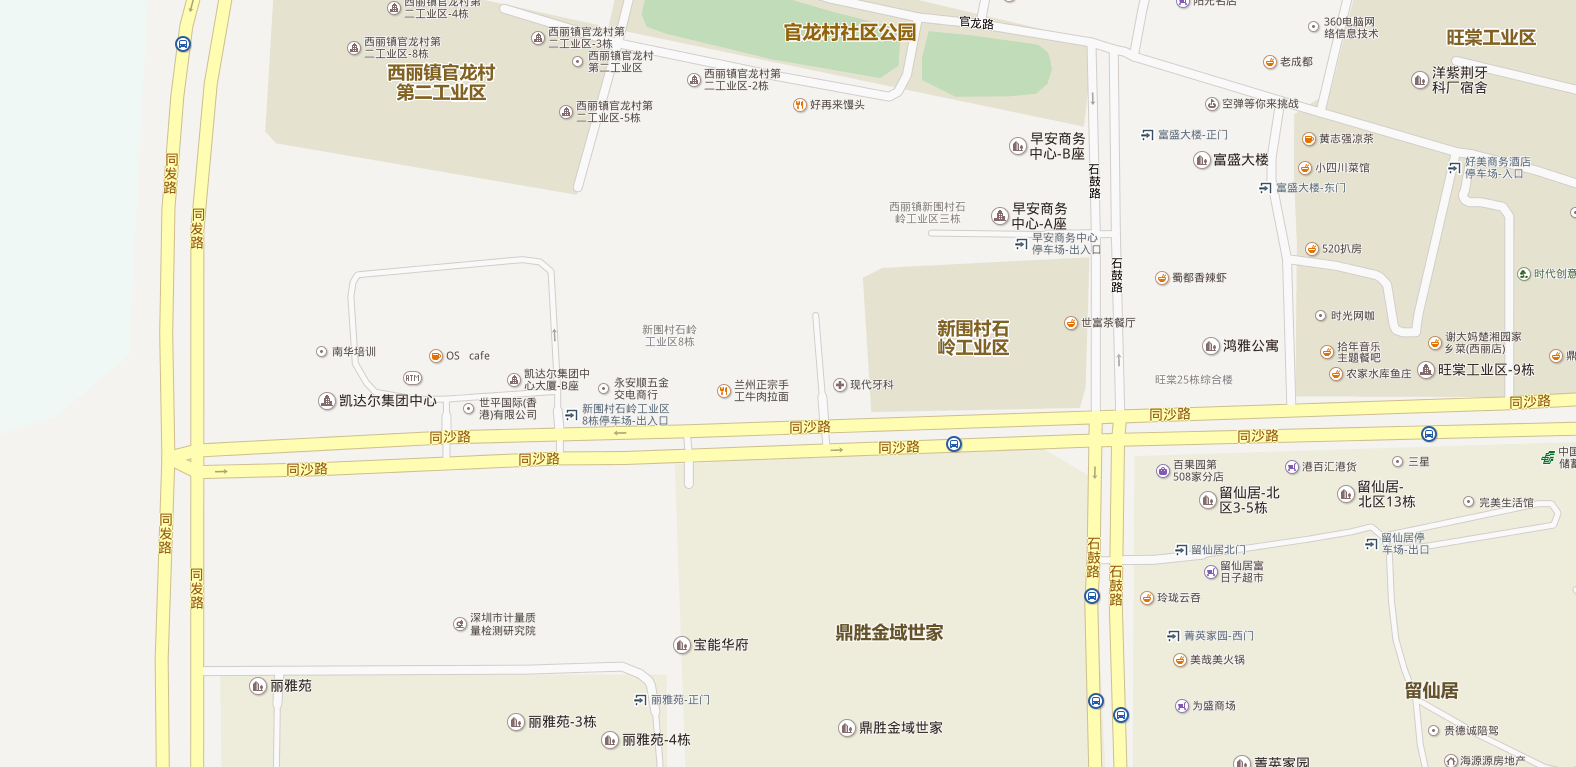 西丽镇官龙村第
二工业区-4栋
阳光名店
官龙路
官龙村社区公园
360电脑网
络信息技术
旺棠工业区
西丽镇官龙村第
二工业区-8栋
西丽镇官龙村第
二工业区-3栋
西丽镇官龙村
第二工业区
西丽镇官龙村
第二工业区
西丽镇官龙村第
二工业区-2栋
老成都
洋紫荆牙
科厂宿舍
西丽镇官龙村第
二工业区-5栋
好再来馒头
空弹等你来挑战
早安商务
中心-B座
富盛大楼-正门
黄志强凉茶
富盛大楼
小四川菜馆
好美商务酒店
停车场-入口
同发路
石鼓路
富盛大楼-东门
同发路
西丽镇新围村石
岭工业区三栋
早安商务
中心-A座
早安商务中心
停车场-出入口
520扒房
石鼓路
蜀都香辣虾
时代创意
新围村石岭
工业区8栋
新围村石
岭工业区
世富茶餐厅
时光网咖
南华培训
OS cafe
鸿雅公寓
拾年音乐
主题餐吧
谢大妈楚湘园家
乡菜(西丽店)
鼎
ATM
凯达尔集团中
心大厦-B座
永安顺五金
交电商行
兰州正宗手
工牛肉拉面
现代牙科
旺棠25栋综合楼
农家水库鱼庄
旺棠工业区-9栋
凯达尔集团中心
世平国际(香
港)有限公司
新围村石岭工业区
8栋停车场-出入口
同沙路
同沙路
同沙路
同沙路
同沙路
同沙路
同沙路
同沙路
百果园第
508家分店
港百汇港货
三星
中国
储蓄
留仙居-北
区3-5栋
留仙居-
北区13栋
完美生活馆
同发路
石鼓路
留仙居北门
留仙居停
车场-出口
同发路
石鼓路
留仙居富
日子超市
玲珑云吞
深圳市计量质
量检测研究院
宝能华府
鼎胜金域世家
菁英家园-西门
美哉美火锅
丽雅苑
丽雅苑-正门
留仙居
为盛商场
丽雅苑-3栋
丽雅苑-4栋
鼎胜金域世家
贵德诚陪驾
菁英家园
海源源房地产